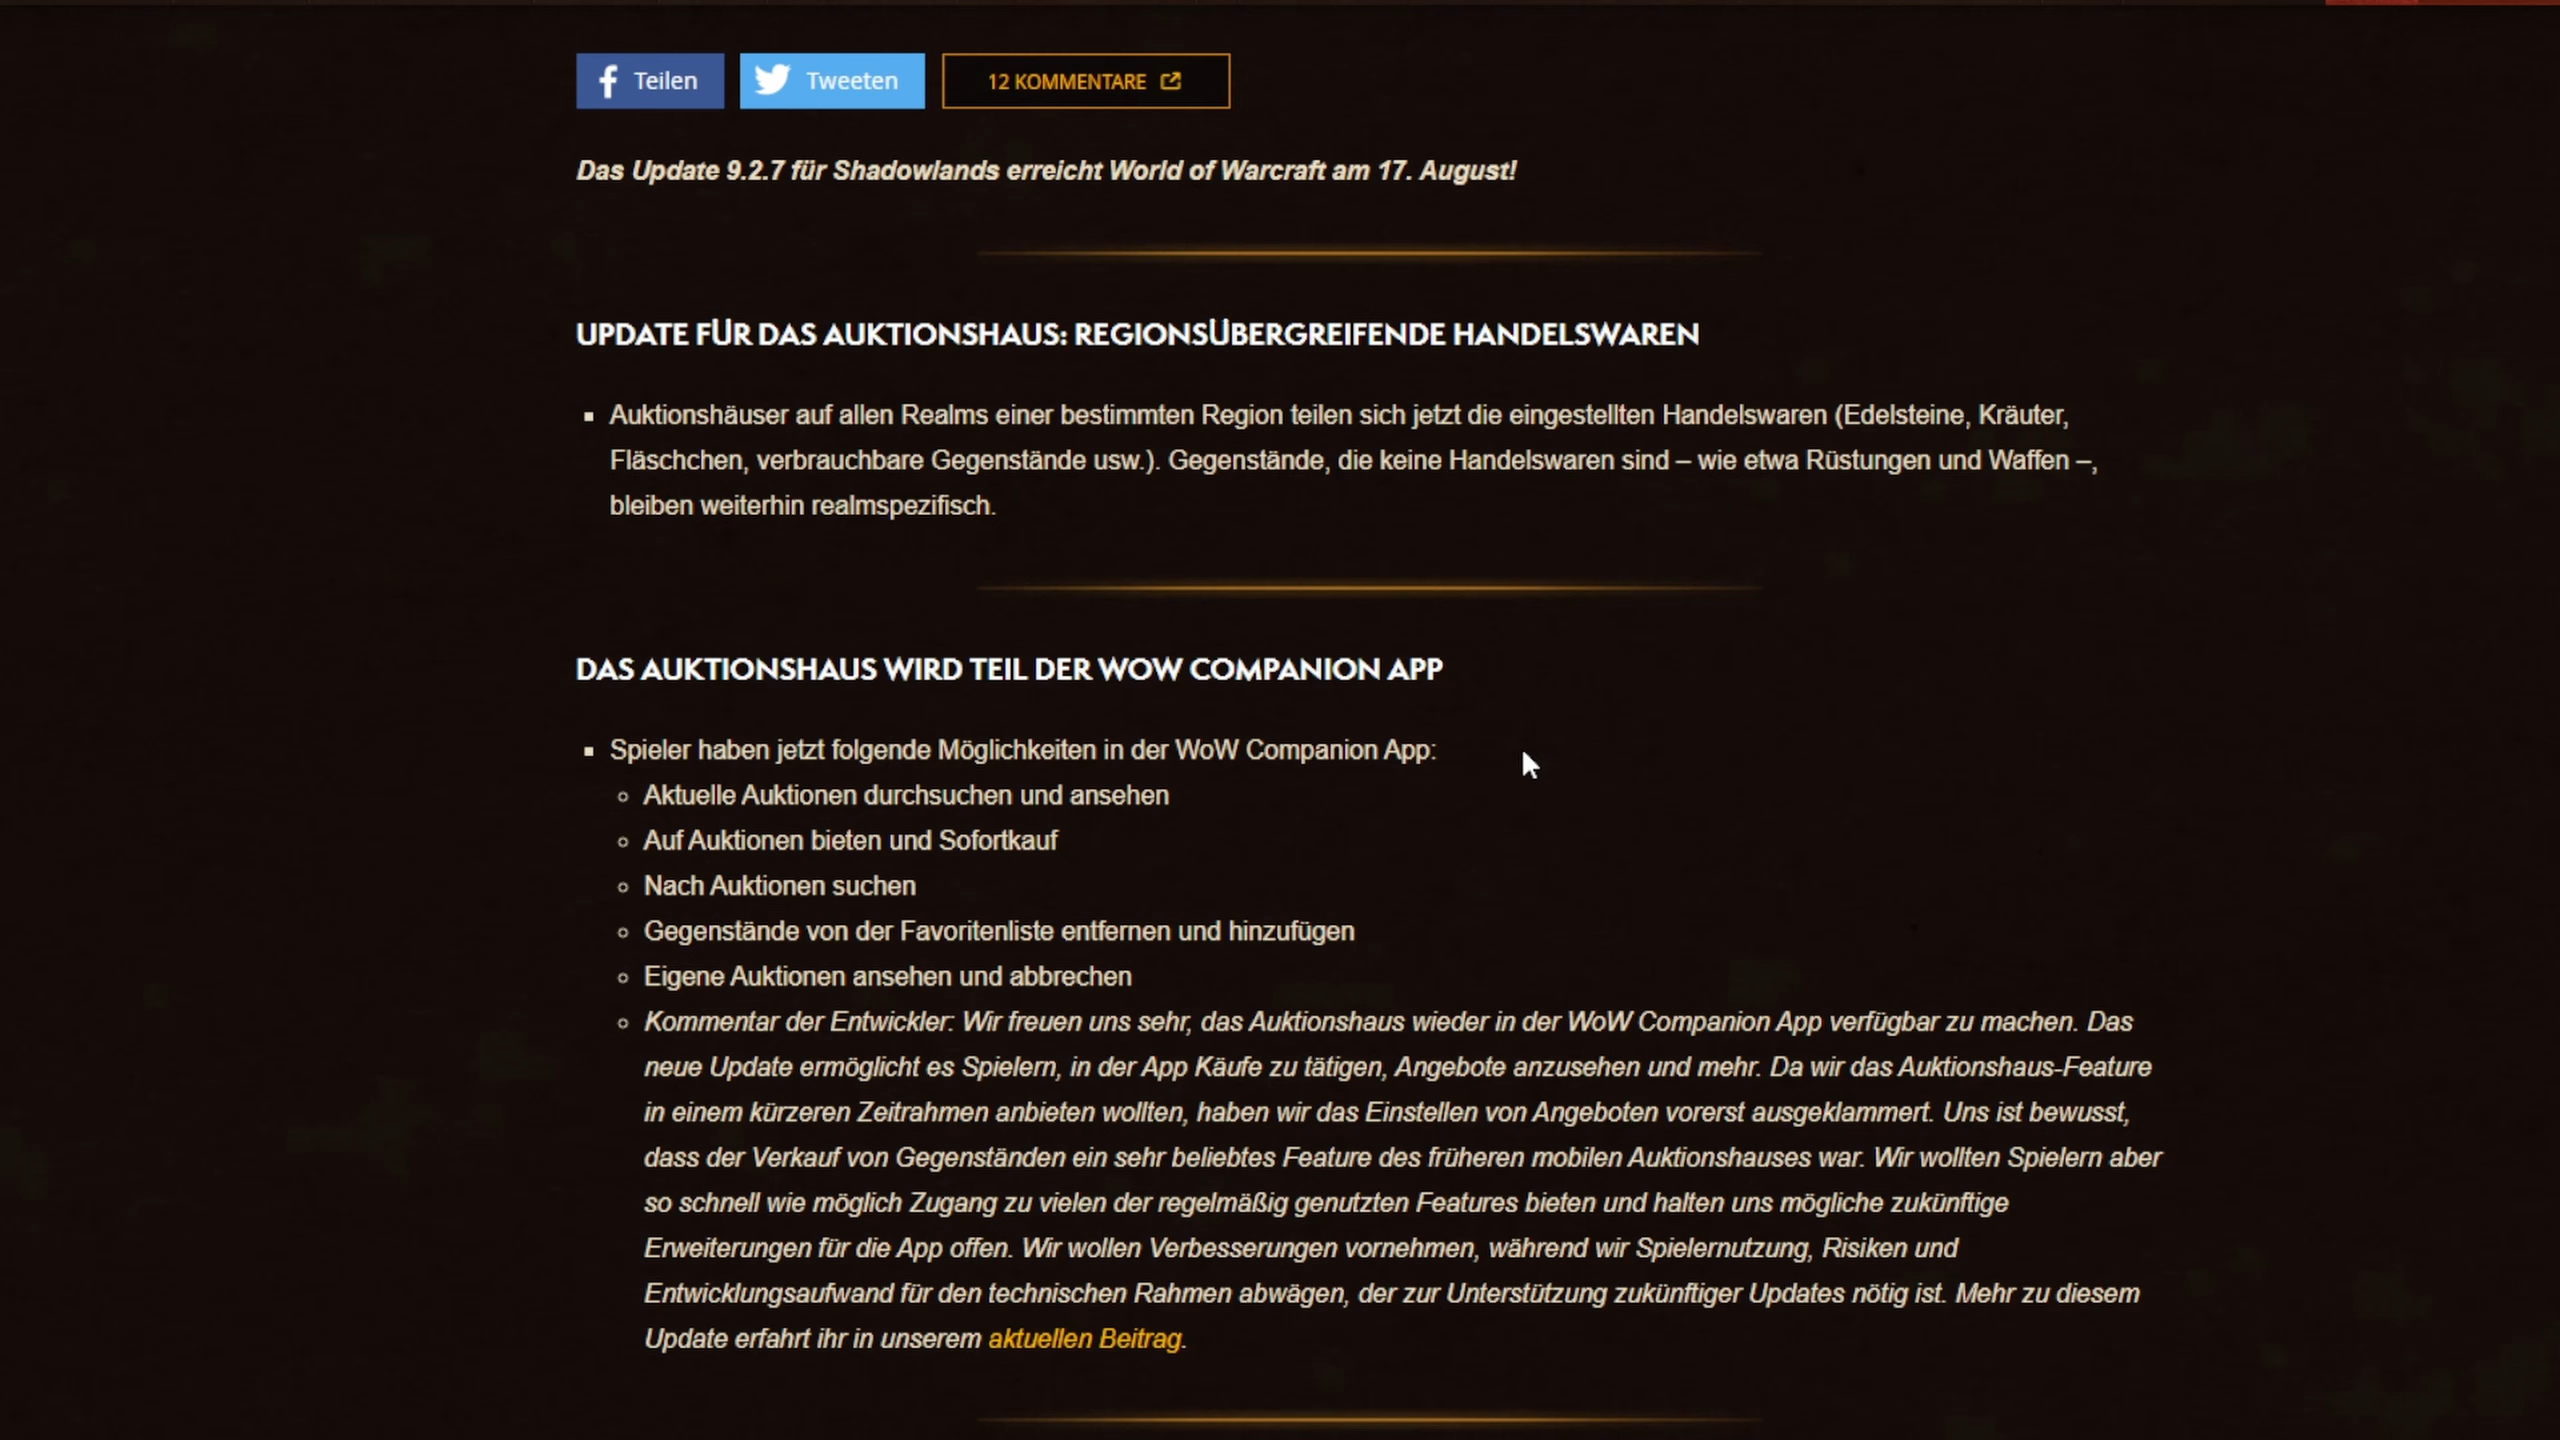 Teilen
Tweeten
12 KOMMENTARE
Das Update 9.2.7 für Shadowlands erreicht World of Warcraft am 17. August!
UPDATE FÜR DAS AUKTIONSHAUS: REGIONSÜBERGREIFENDE HANDELSWAREN
Auktionshäuser auf allen Realms einer bestimmten Region teilen sich jetzt die eingestellten Handelswaren (Edelsteine, Kräuter,
Fläschchen, verbrauchbare Gegenstände usw.). Gegenstände, die keine Handelswaren sind – wie etwa Rüstungen und Waffen –,
bleiben weiterhin realmspezifisch.
DAS AUKTIONSHAUS WIRD TEIL DER WOW COMPANION APP
Spieler haben jetzt folgende Möglichkeiten in der WoW Companion App:
Aktuelle Auktionen durchsuchen und ansehen
Auf Auktionen bieten und Sofortkauf
Nach Auktionen suchen
Gegenstände von der Favoritenliste entfernen und hinzufügen
Eigene Auktionen ansehen und abbrechen
Kommentar der Entwickler: Wir freuen uns sehr, das Auktionshaus wieder in der WoW Companion App verfügbar zu machen. Das
neue Update ermöglicht es Spielern, in der App Käufe zu tätigen, Angebote anzusehen und mehr. Da wir das Auktionshaus-Feature
in einem kürzeren Zeitrahmen anbieten wollten, haben wir das Einstellen von Angeboten vorerst ausgeklammert. Uns ist bewusst,
dass der Verkauf von Gegenständen ein sehr beliebtes Feature des früheren mobilen Auktionshauses war. Wir wollten Spielern aber
so schnell wie möglich Zugang zu vielen der regelmäßig genutzten Features bieten und halten uns mögliche zukünftige
Erweiterungen für die App offen. Wir wollen Verbesserungen vornehmen, während wir Spielernutzung, Risiken und
Entwicklungsaufwand für den technischen Rahmen abwägen, der zur Unterstützung zukünftiger Updates nötig ist. Mehr zu diesem
Update erfahrt ihr in unserem aktuellen Beitrag.